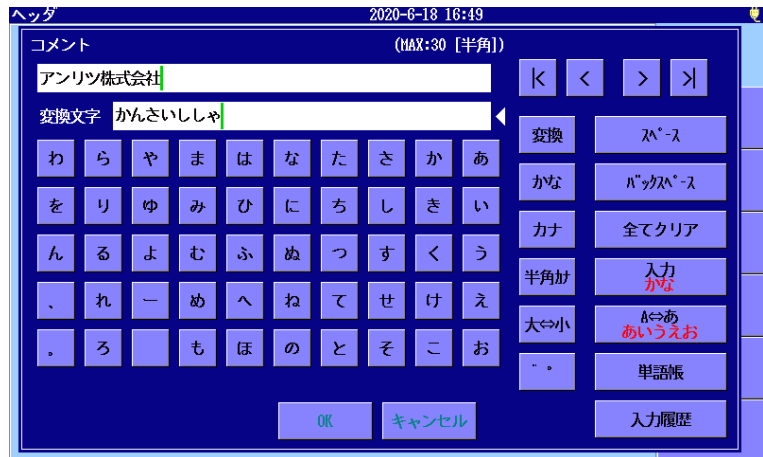 ヘッダ 2020-6-18 16:49
コメント (MAX:30 [半角])
アンリツ株式会社
|< < > >|
変換文字 かんさいししゃ
わ ら や ま は な た さ か あ 変換 ｽﾍﾟｰｽ
を り ゆ み ひ に ち し き い かな ﾊﾞｯｸｽﾍﾟｰｽ
ん る よ む ふ ぬ つ す く う カナ 全てクリア
、 れ ー め へ ね て せ け え 半角ｶﾅ 入力
かな
。 ろ も ほ の と そ こ お 大⇔小 A⇔あ
あいうえお
゛゜ 単語帳
OK キャンセル 入力履歴